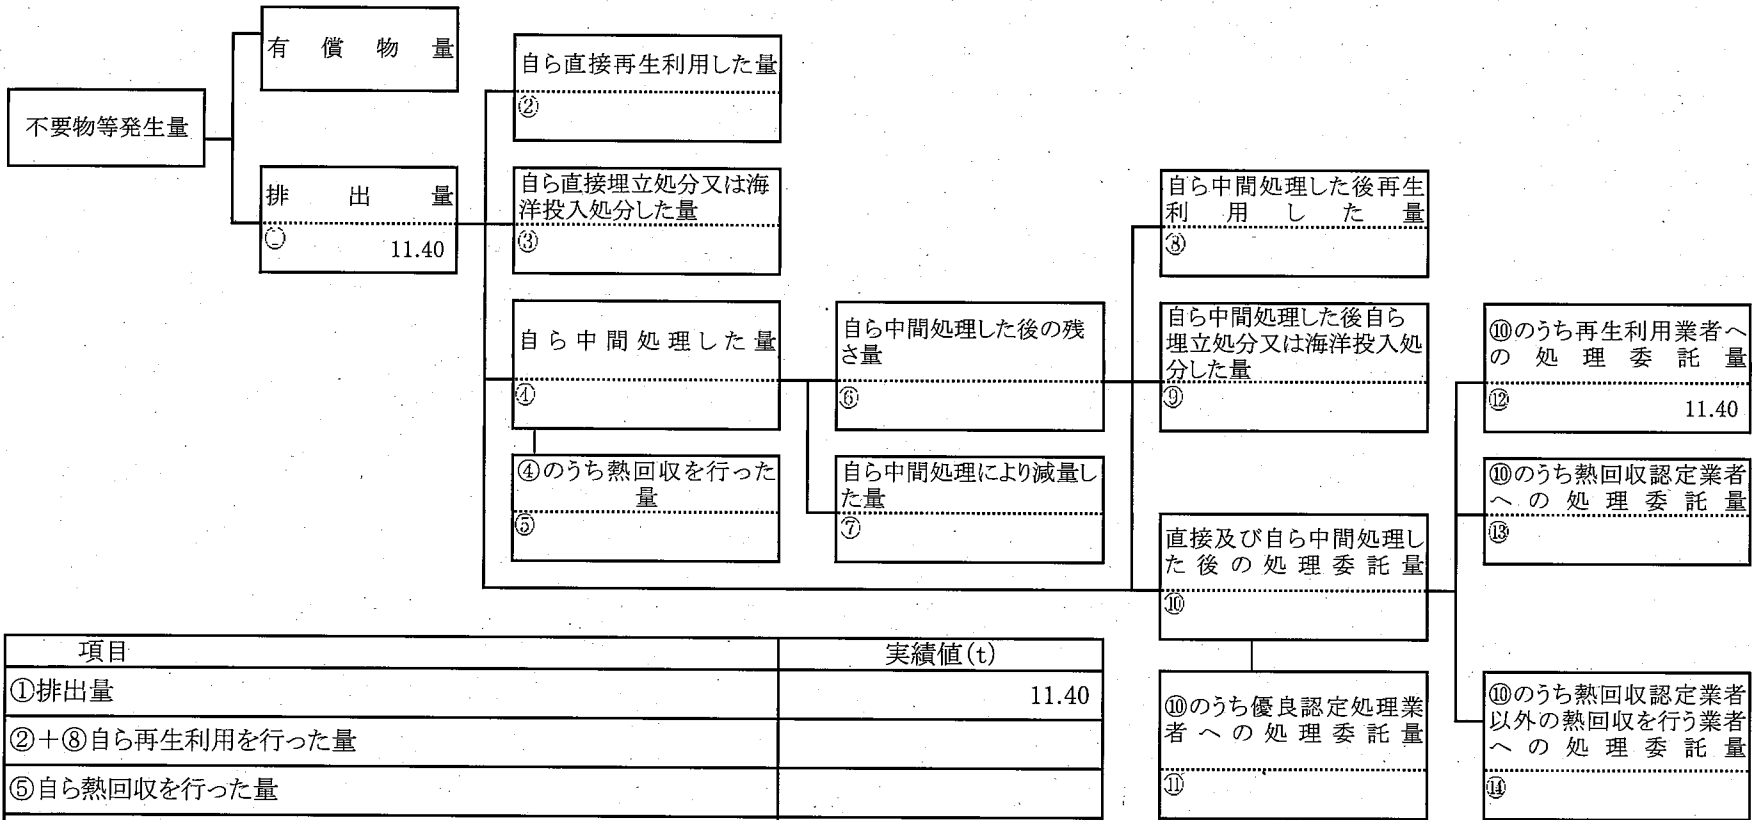 有償物量
不要物等発生量
排出量
11.40
自ら直接再生利用した量
②
自ら直接埋立処分又は海
洋投入処分した量
③
自ら中間処理した量
④
④のうち熱回収を行った
量
⑤
自ら中間処理した後の残
さ量
⑥
自ら中間処理により減量し
た量
⑦
自ら中間処理した後再生
利用した量
⑧
自ら中間処理した後自ら
埋立処分又は海洋投入処
分した量
⑨
直接及び自ら中間処理し
た後の処理委託量
⑩
⑩のうち優良認定処理業
者への処理委託量
⑪
⑩のうち再生利用業者へ
の処理委託量
⑫
11.40
⑩のうち熱回収認定業者
への処理委託量
⑬
⑩のうち熱回収認定業者
以外の熱回収を行う業者
への処理委託量
⑭
項目 実績値(t)
①排出量 11.40
②+⑧自ら再生利用を行った量
⑤自ら熱回収を行った量